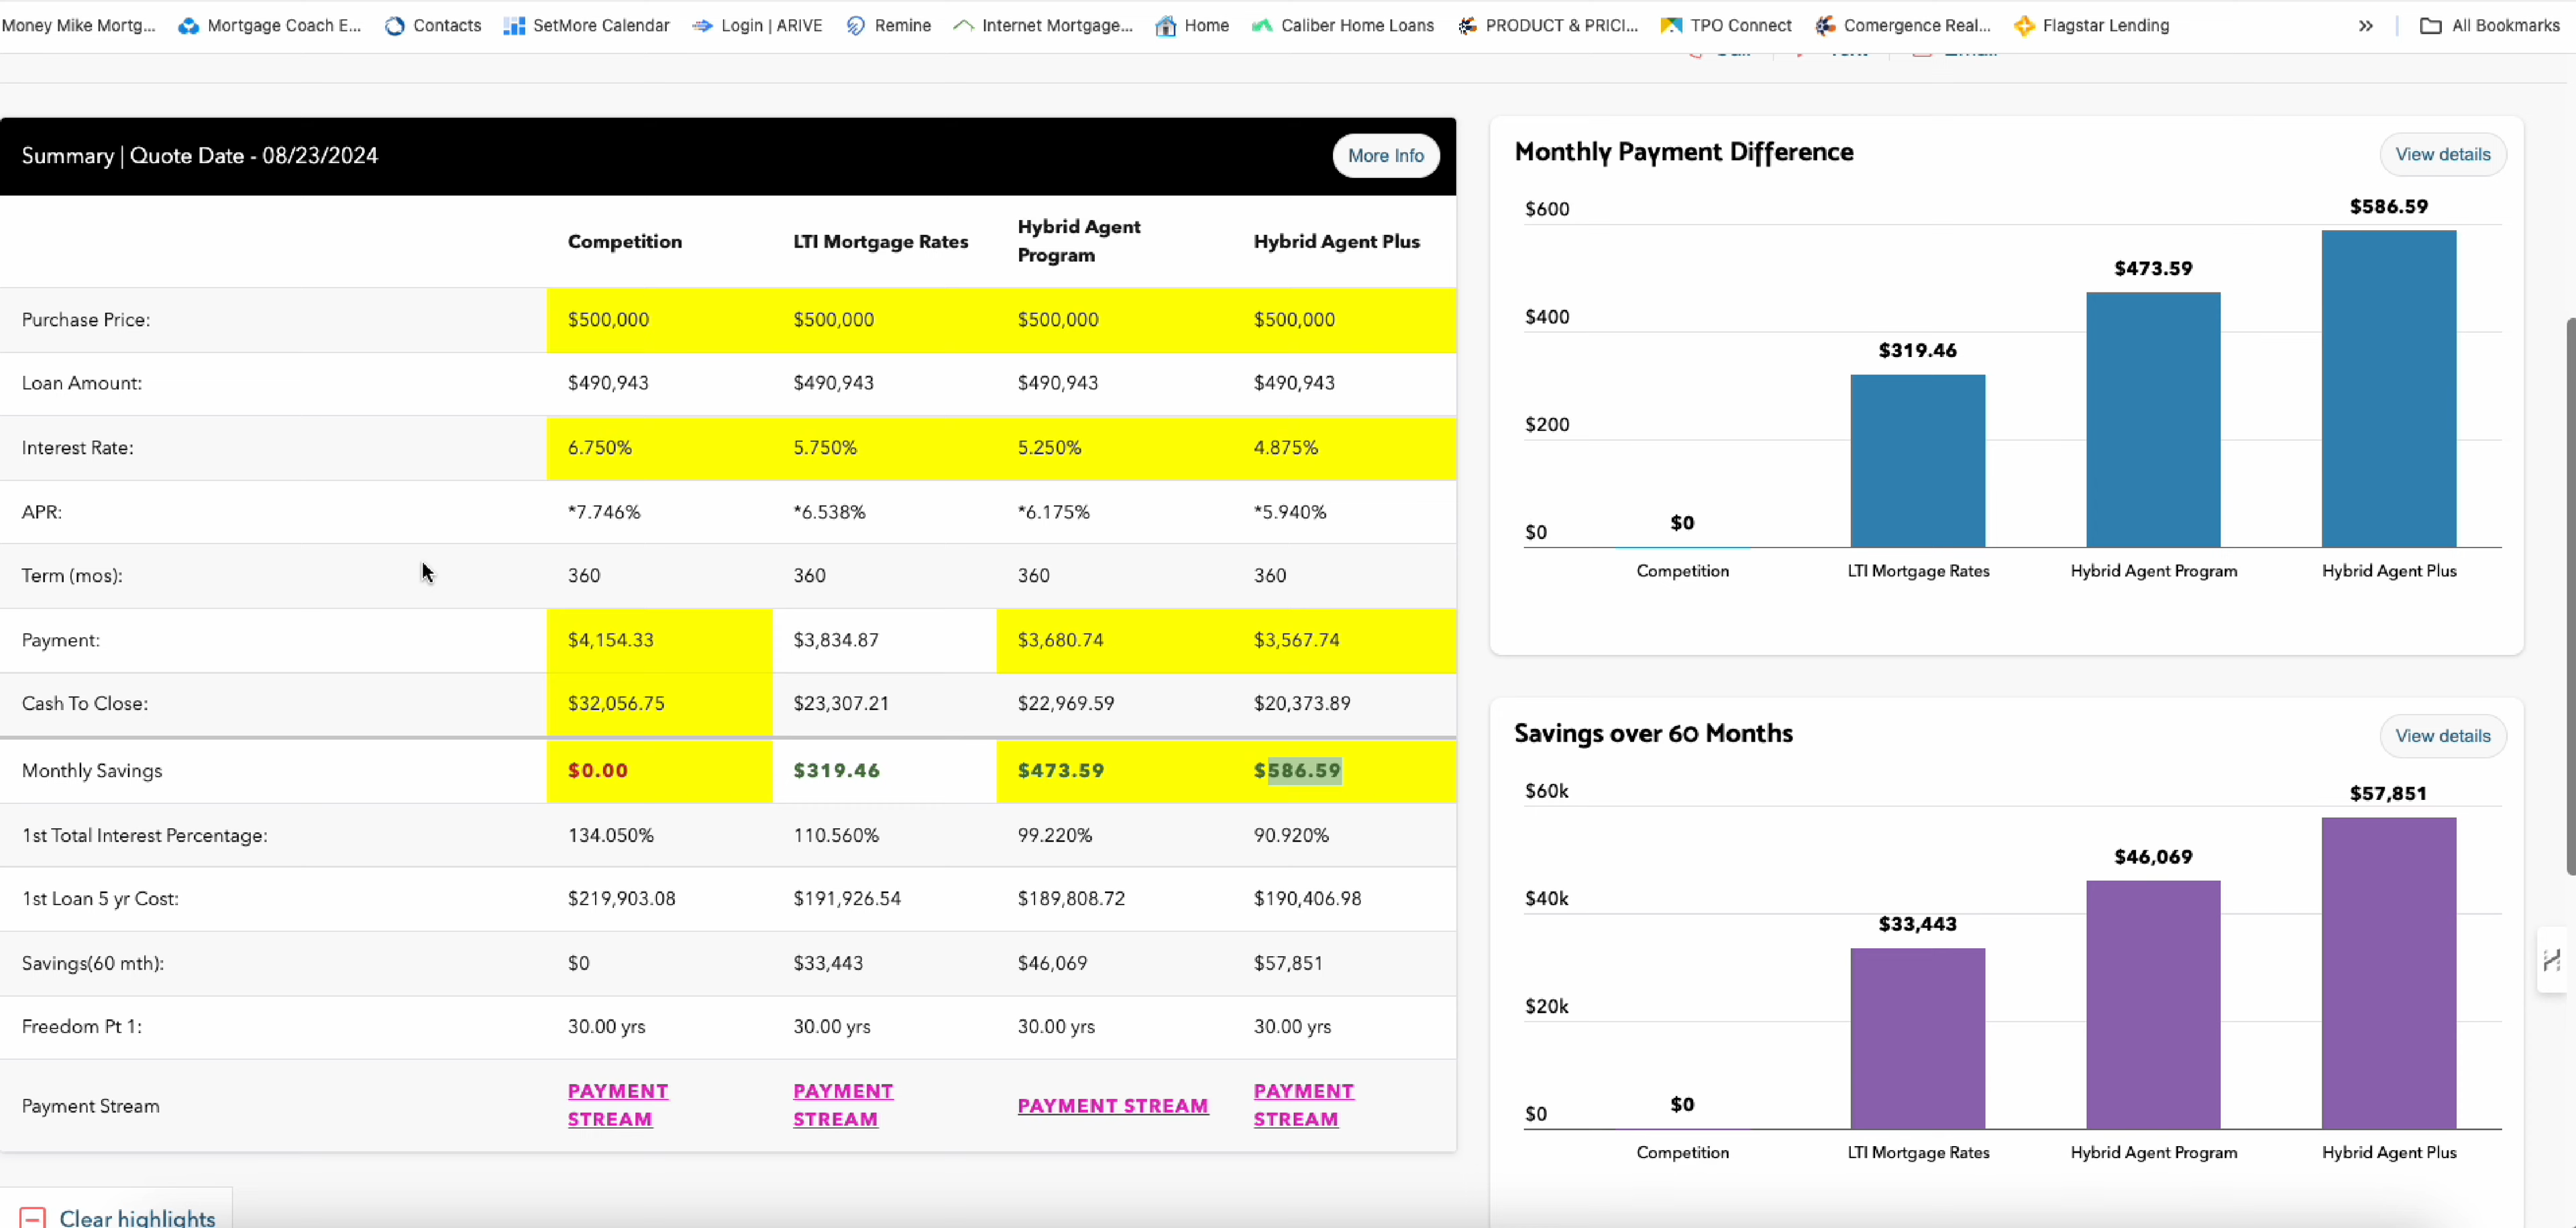 Money Mike Mortg... Mortgage Coach E... Contacts SetMore Calendar Login | ARIVE Remine Internet Mortgage... Home Caliber Home Loans PRODUCT & PRICI... TPO Connect Comergence Real... Flagstar Lending » All Bookmarks
Summary | Quote Date - 08/23/2024 More Info
Competition LTI Mortgage Rates Hybrid Agent Program Hybrid Agent Plus
Purchase Price: $500,000 $500,000 $500,000 $500,000
Loan Amount: $490,943 $490,943 $490,943 $490,943
Interest Rate: 6.750% 5.750% 5.250% 4.875%
APR: *7.746% *6.538% *6.175% *5.940%
Term (mos): 360 360 360 360
Payment: $4,154.33 $3,834.87 $3,680.74 $3,567.74
Cash To Close: $32,056.75 $23,307.21 $22,969.59 $20,373.89
Monthly Savings $0.00 $319.46 $473.59 $586.59
1st Total Interest Percentage: 134.050% 110.560% 99.220% 90.920%
1st Loan 5 yr Cost: $219,903.08 $191,926.54 $189,808.72 $190,406.98
Savings(60 mth): $0 $33,443 $46,069 $57,851
Freedom Pt 1: 30.00 yrs 30.00 yrs 30.00 yrs 30.00 yrs
Payment Stream PAYMENT STREAM PAYMENT STREAM PAYMENT STREAM PAYMENT STREAM
Clear highlights
Monthly Payment Difference View details
$600 $586.59
$473.59
$400
$319.46
$200
$0 $0
Competition LTI Mortgage Rates Hybrid Agent Program Hybrid Agent Plus
Savings over 60 Months View details
$60k $57,851
$46,069
$40k
$33,443
$20k
$0 $0
Competition LTI Mortgage Rates Hybrid Agent Program Hybrid Agent Plus